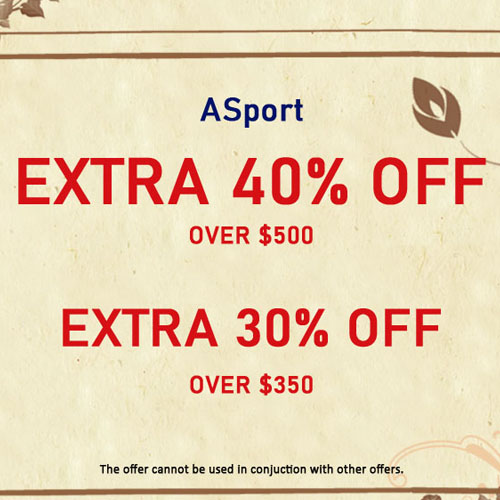 ASport
EXTRA 40% OFF
OVER $500
EXTRA 30% OFF
OVER $350
The offer cannot be used in conjuction with other offers.